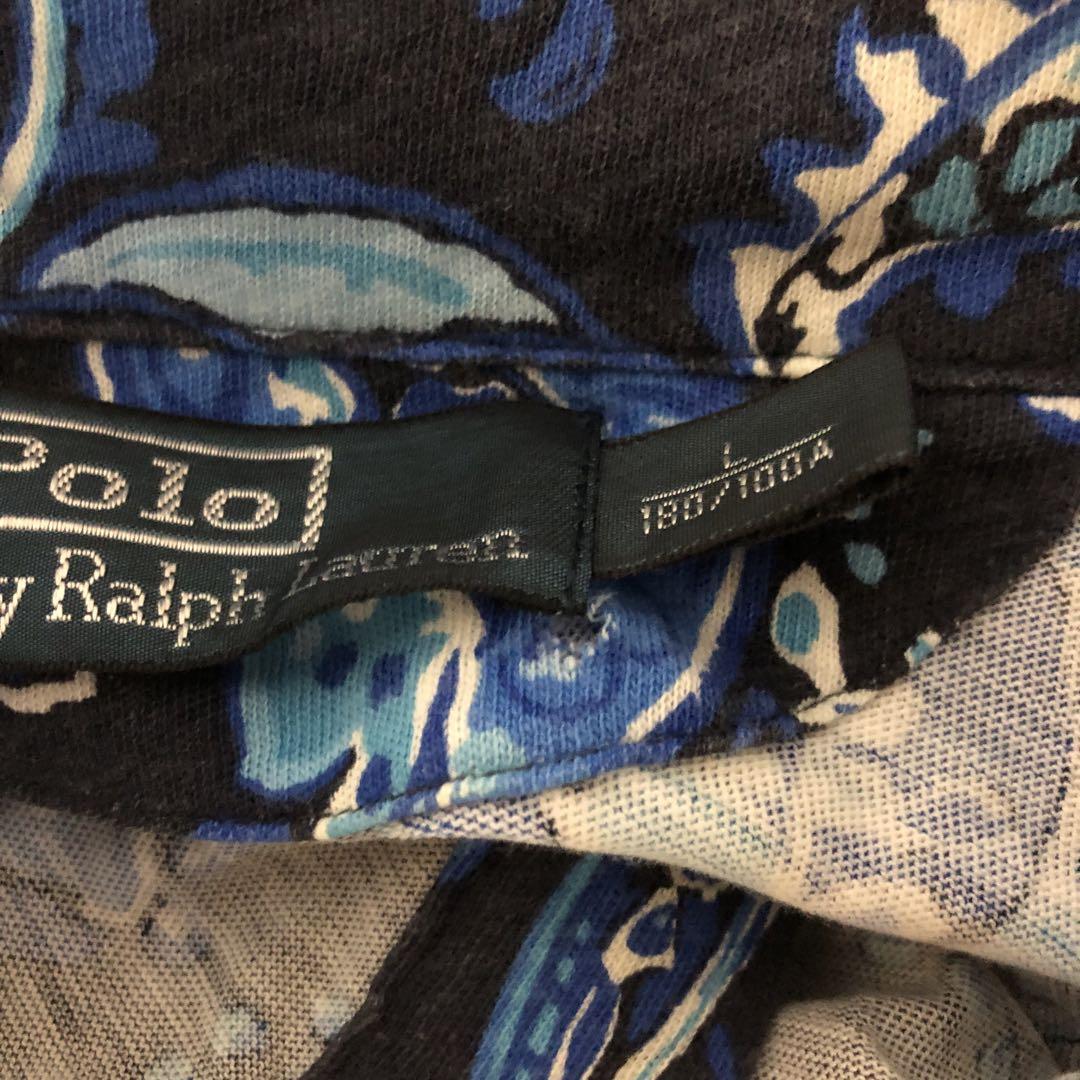 Polo
y Ralph Lauren
L
180/100A